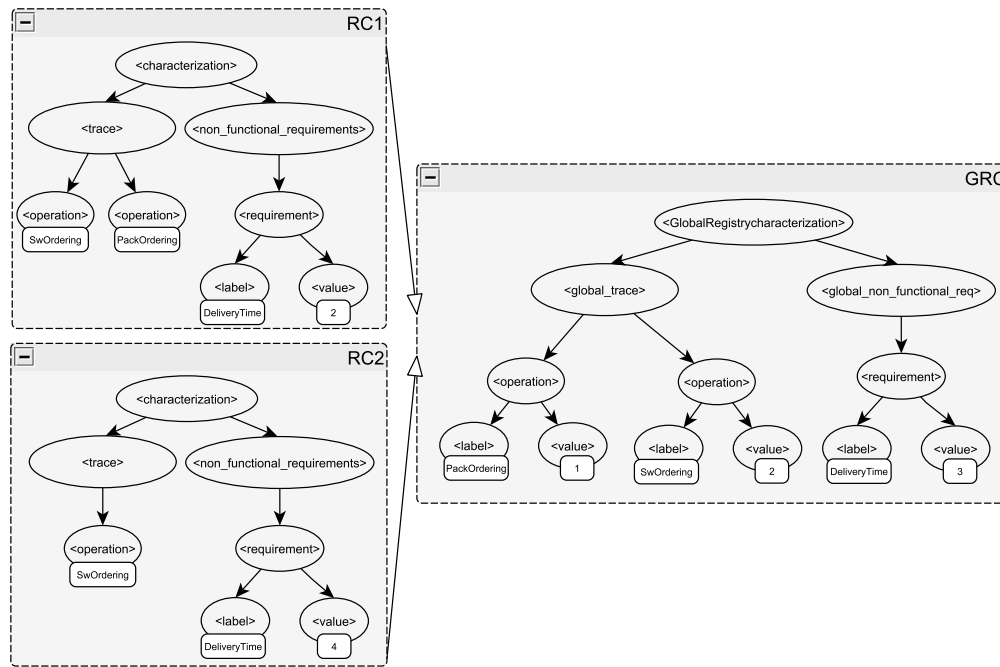 RC1
<characterization>
<trace>
<non_functional_requirements>
<operation>
<operation>
<requirement>
SwOrdering
PackOrdering
<label>
<value>
DeliveryTime
2
RC2
<characterization>
<trace>
<non_functional_requirements>
<operation>
<requirement>
SwOrdering
<label>
<value>
DeliveryTime
4
GRC
<GlobalRegistrycharacterization>
<global_trace>
<global_non_functional_req>
<operation>
<operation>
<requirement>
<label>
<value>
<label>
<value>
<label>
<value>
PackOrdering
1
SwOrdering
2
DeliveryTime
3